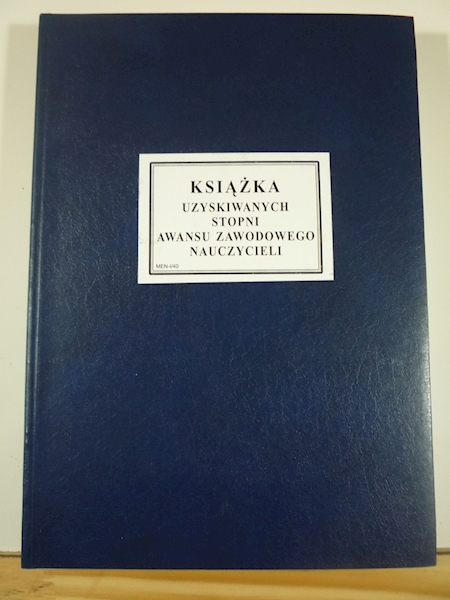 KSIĄŻKA
UZYSKIWANYCH
STOPNI
AWANSU ZAWODOWEGO
NAUCZYCIELI
MEN-I/40